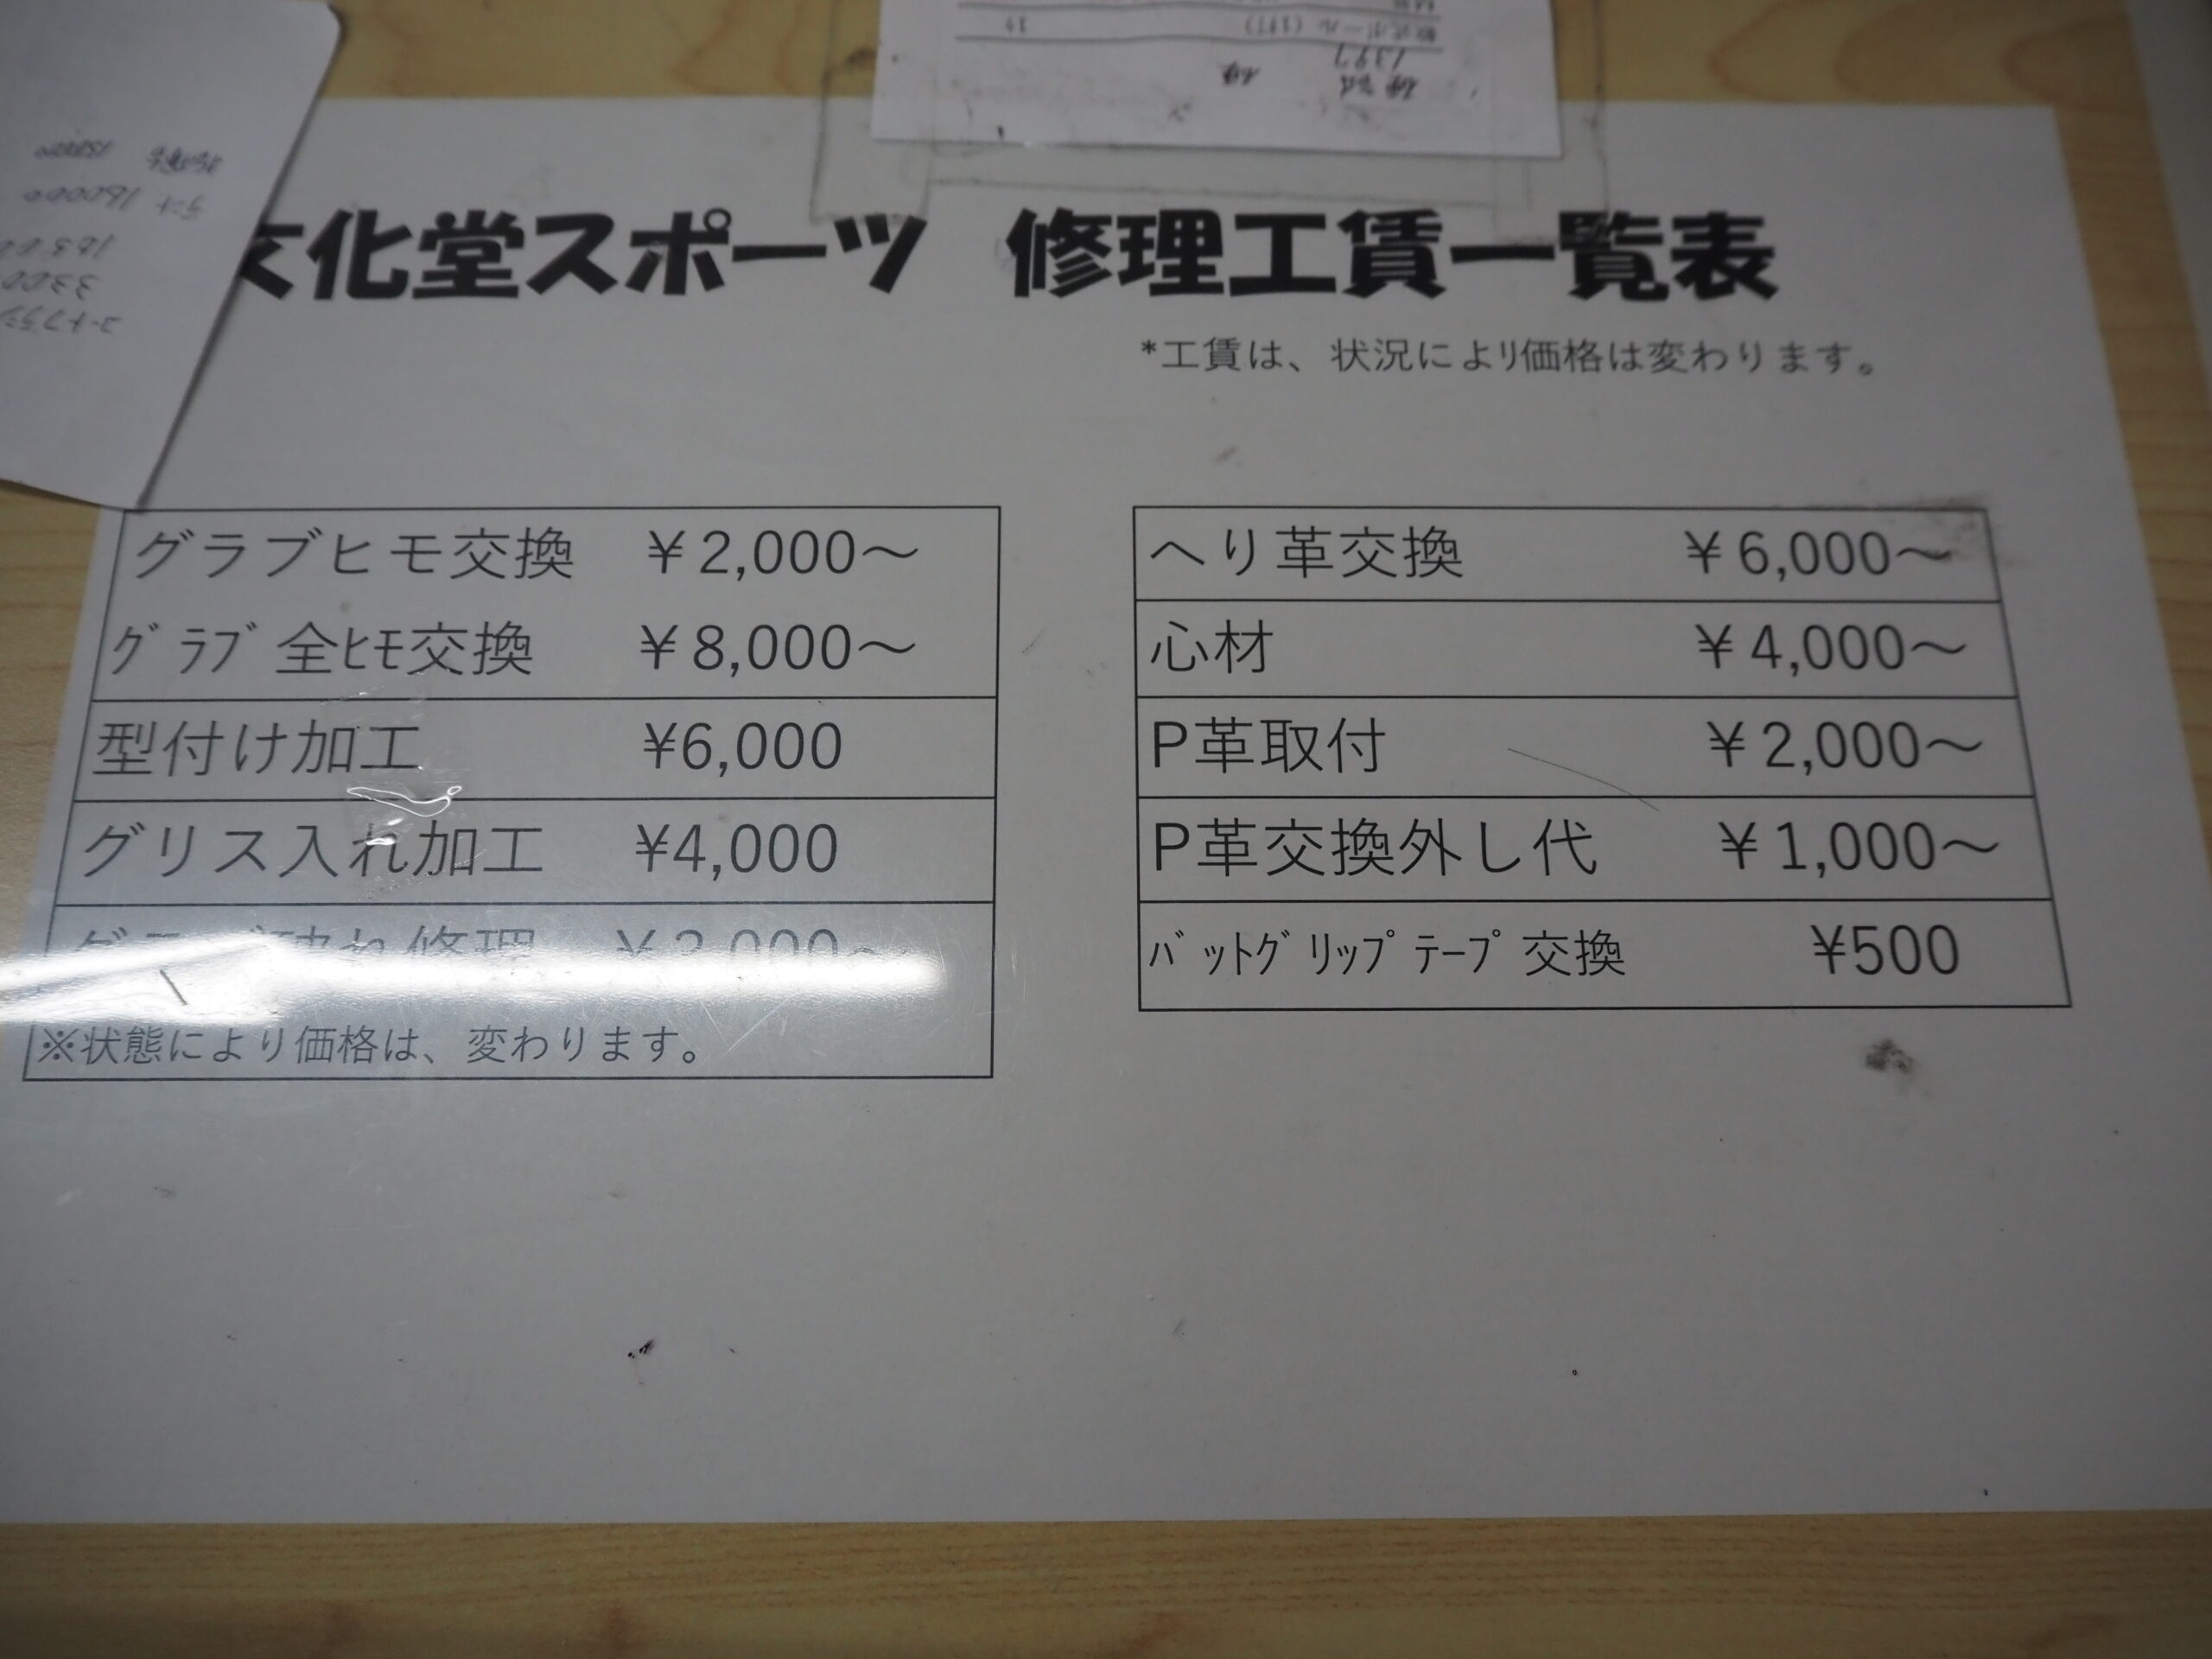 文化堂スポーツ 修理工賃一覧表
*工賃は、状況により価格は変わります。
グラブヒモ交換 ¥2,000～
ｸﾞﾗﾌﾞ全ﾋﾓ交換 ¥8,000～
型付け加工 ¥6,000
グリス入れ加工 ¥4,000
修理
※状態により価格は、変わります。
へり革交換 ¥6,000～
心材 ¥4,000～
P革取付 ¥2,000～
P革交換外し代 ¥1,000～
ﾊﾞｯﾄｸﾞﾘｯﾌﾟﾃｰﾌﾟ交換 ¥500